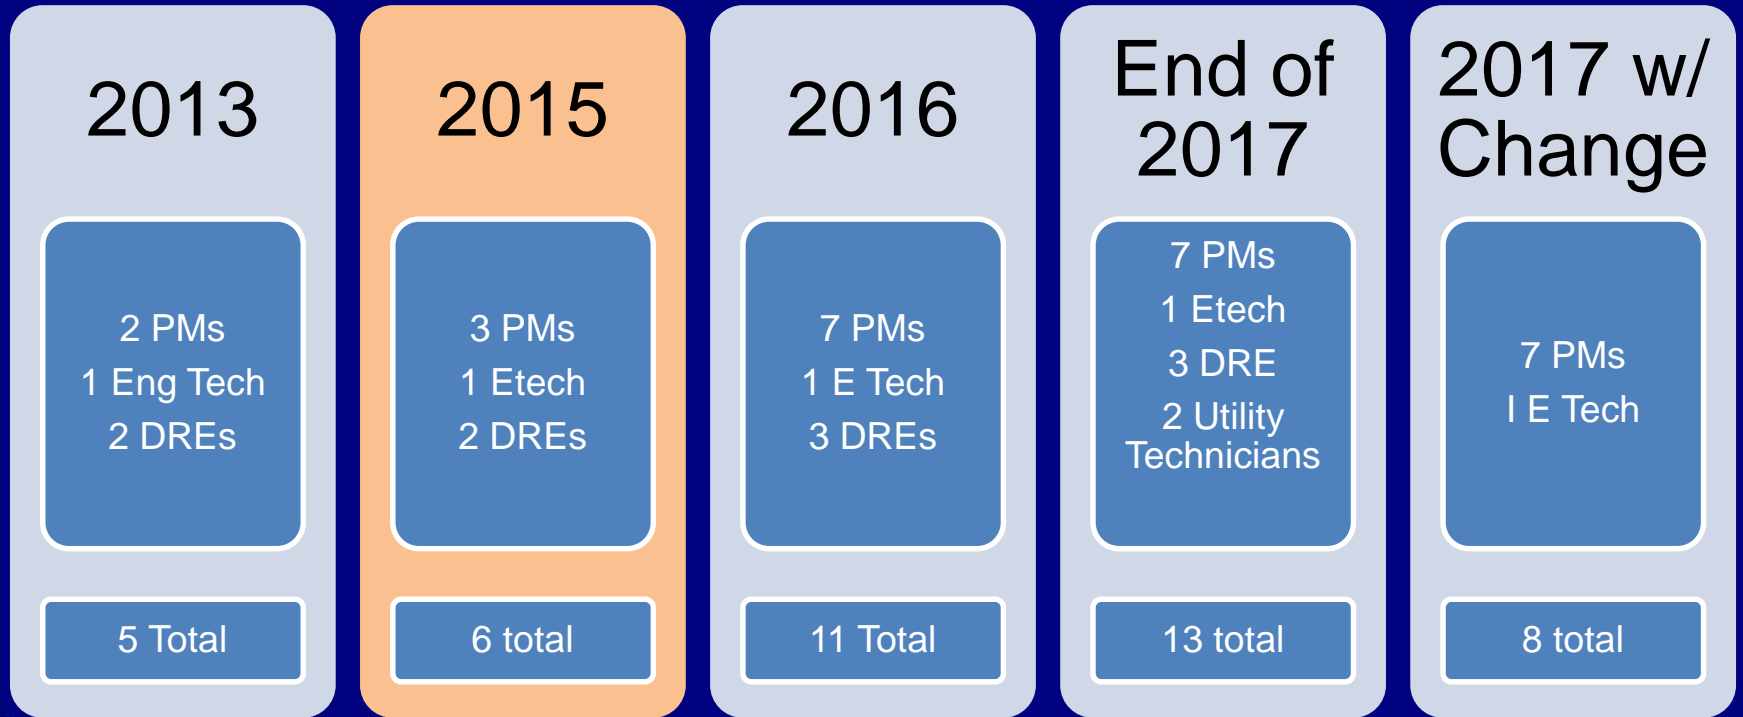 2013
2 PMs
1 Eng Tech
2 DREs
5 Total
2015
3 PMs
1 Etech
2 DREs
6 total
2016
7 PMs
1 E Tech
3 DREs
11 Total
End of
2017
7 PMs
1 Etech
3 DRE
2 Utility
Technicians
13 total
2017 w/
Change
7 PMs
I E Tech
8 total